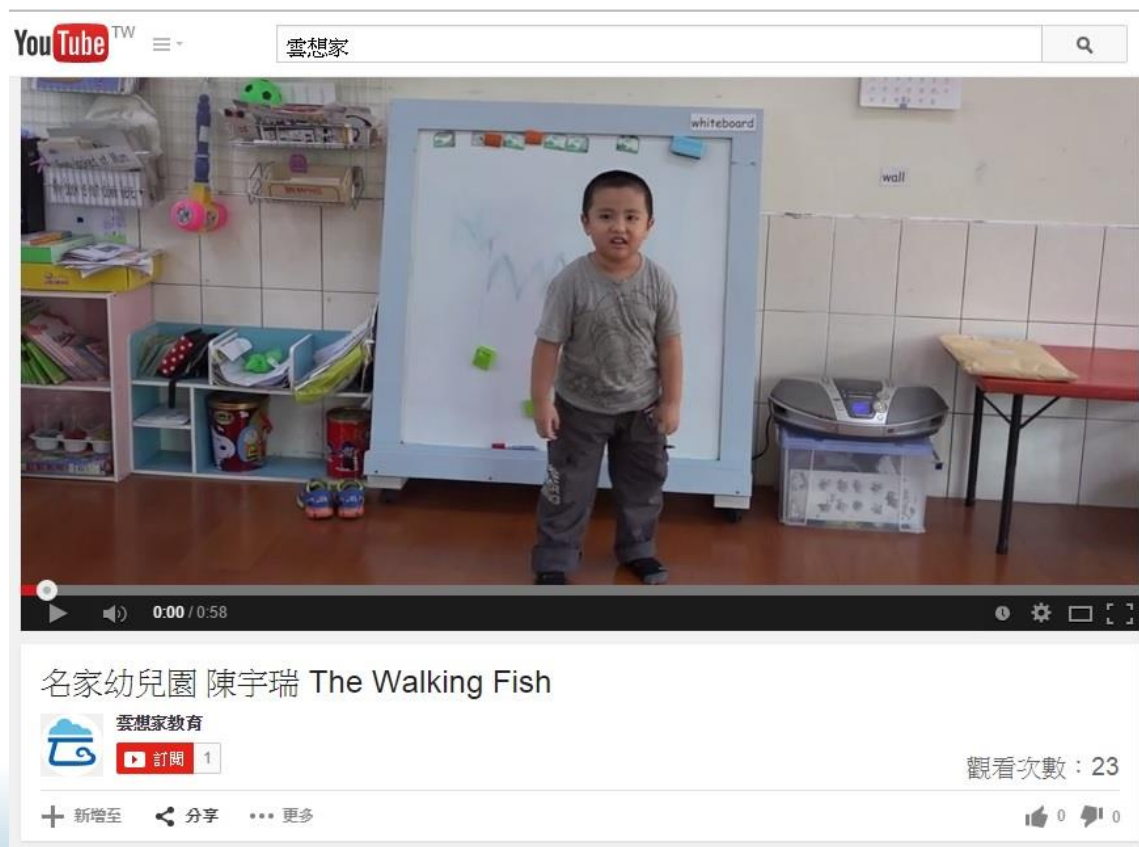 YouTube TW
雲想家
whiteboard
wall
0:00 / 0:58
名家幼兒園 陳宇瑞 The Walking Fish
雲想家教育
訂閱 1
觀看次數：23
新增至 分享 更多
0 0